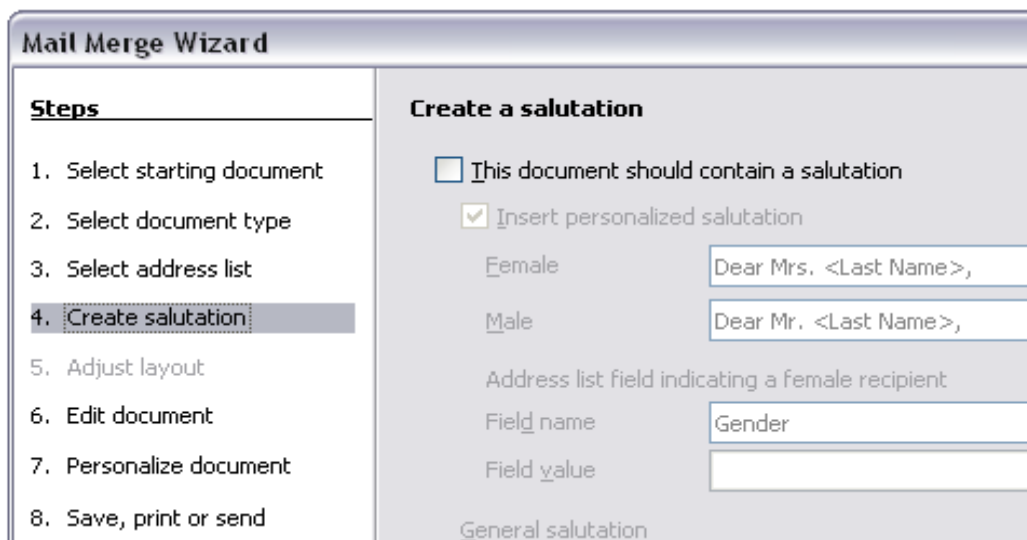 Mail Merge Wizard
Steps
1. Select starting document
2. Select document type
3. Select address list
4. Create salutation
5. Adjust layout
6. Edit document
7. Personalize document
8. Save, print or send
Create a salutation
This document should contain a salutation
Insert personalized salutation
Female Dear Mrs. <Last Name>,
Male Dear Mr. <Last Name>,
Address list field indicating a female recipient
Field name Gender
Field value
General salutation